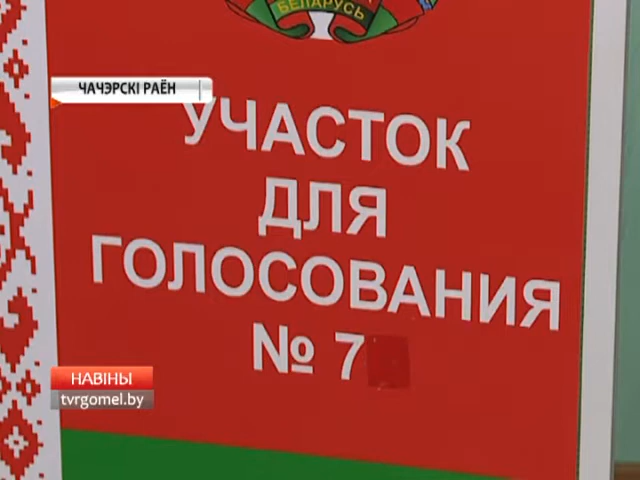 БЕЛАРУСЬ
ЧАЧЭРСКІ РАЁН
УЧАСТОК
ДЛЯ
ГОЛОСОВАНИЯ
№ 7
НАВІНЫ
tvrgomel.by